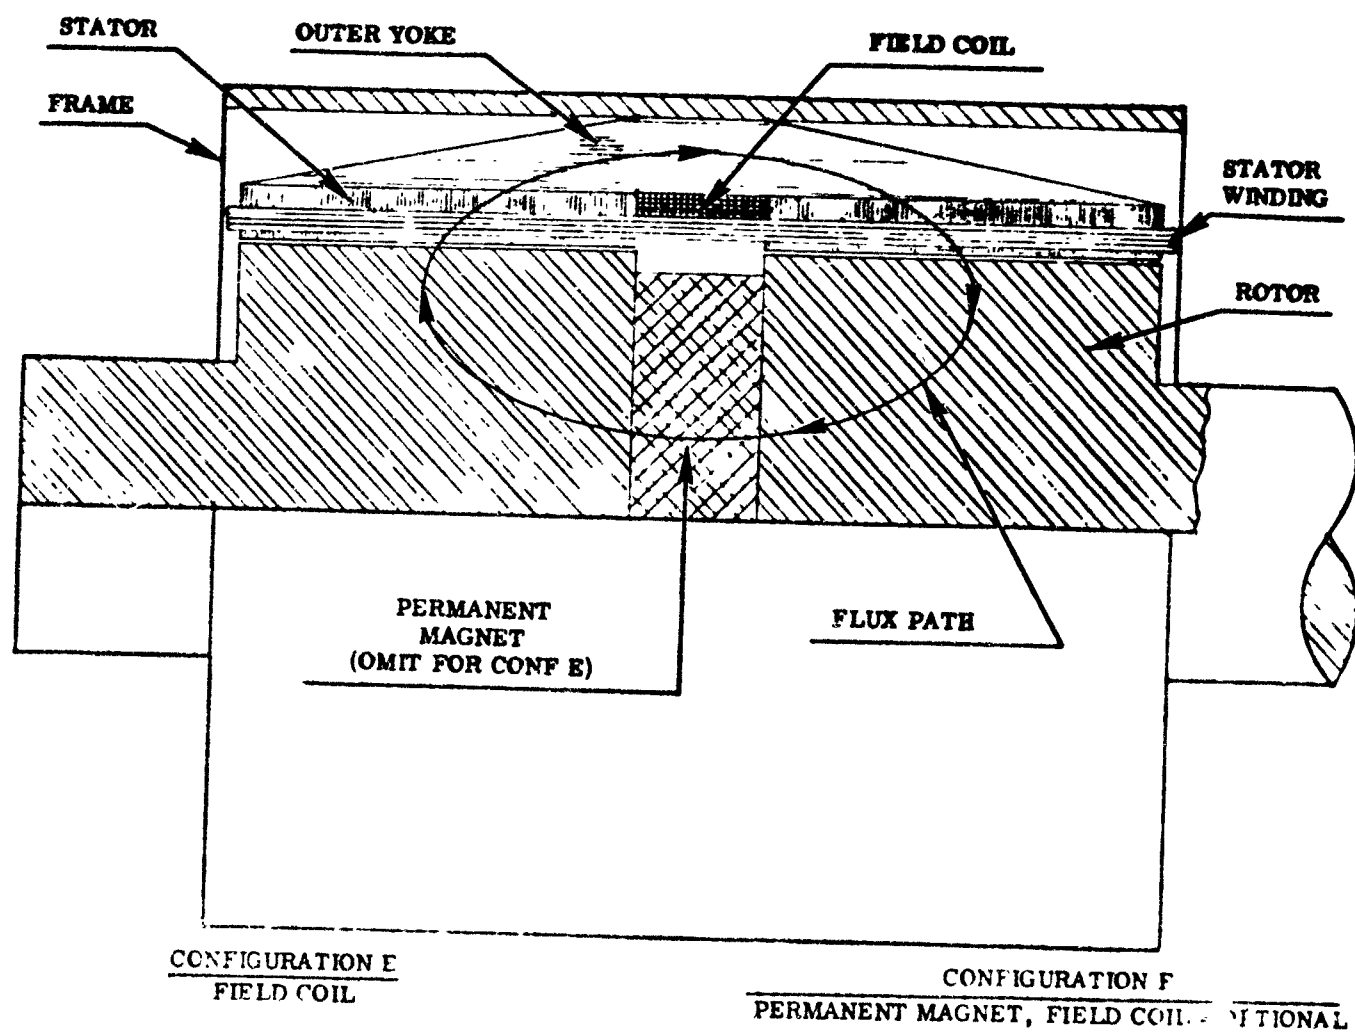 STATOR
OUTER YOKE
FIELD COIL
FRAME
STATOR
WINDING
ROTOR
PERMANENT
MAGNET
(OMIT FOR CONF E)
FLUX PATH
CONFIGURATION E
FIELD COIL
CONFIGURATION F
PERMANENT MAGNET, FIELD COIL